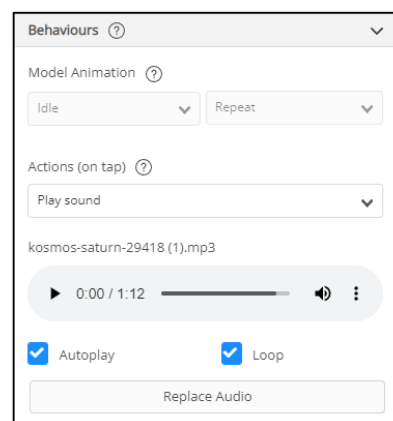 Behaviours ?
Model Animation ?
Idle Repeat
Actions (on tap) ?
Play sound
kosmos-saturn-29418 (1).mp3
0:00 / 1:12
Autoplay Loop
Replace Audio